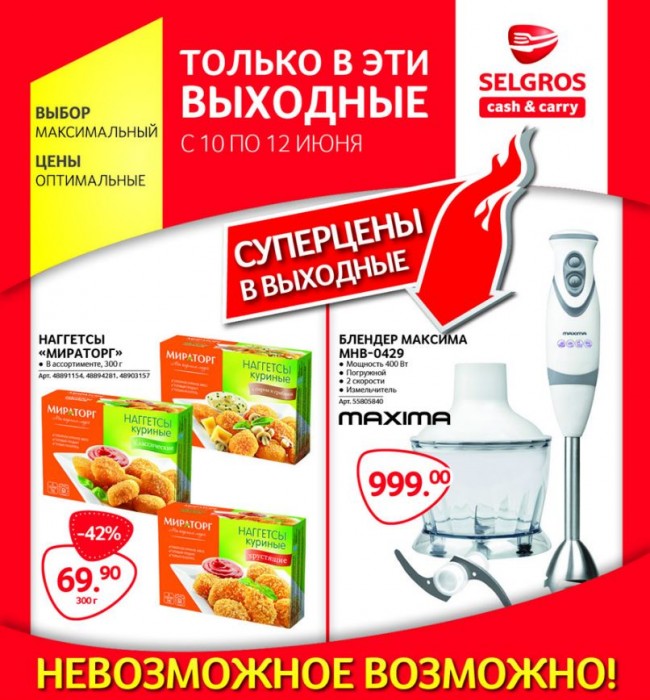 ТОЛЬКО В ЭТИ
ВЫХОДНЫЕ
С 10 ПО 12 ИЮНЯ
SELGROS
cash & carry
ВЫБОР
МАКСИМАЛЬНЫЙ
ЦЕНЫ
ОПТИМАЛЬНЫЕ
СУПЕРЦЕНЫ
В ВЫХОДНЫЕ
НАГГЕТСЫ
«МИРАТОРГ»
• В ассортименте, 300 г
Арт. 48891154, 48894281, 48903157
МИРАТОРГ
НАГГЕТСЫ
куриные
МИРАТОРГ
НАГГЕТСЫ
куриные
классические
МИРАТОРГ
НАГГЕТСЫ
куриные
хрустящие
-42%
69.90
300 г
БЛЕНДЕР МАКСИМА
MHB-0429
• Мощность 400 Вт
• Погружной
• 2 скорости
• Измельчитель
Арт. 55805840
MAXIMA
MAXIMA
999.00
НЕВОЗМОЖНОЕ ВОЗМОЖНО!